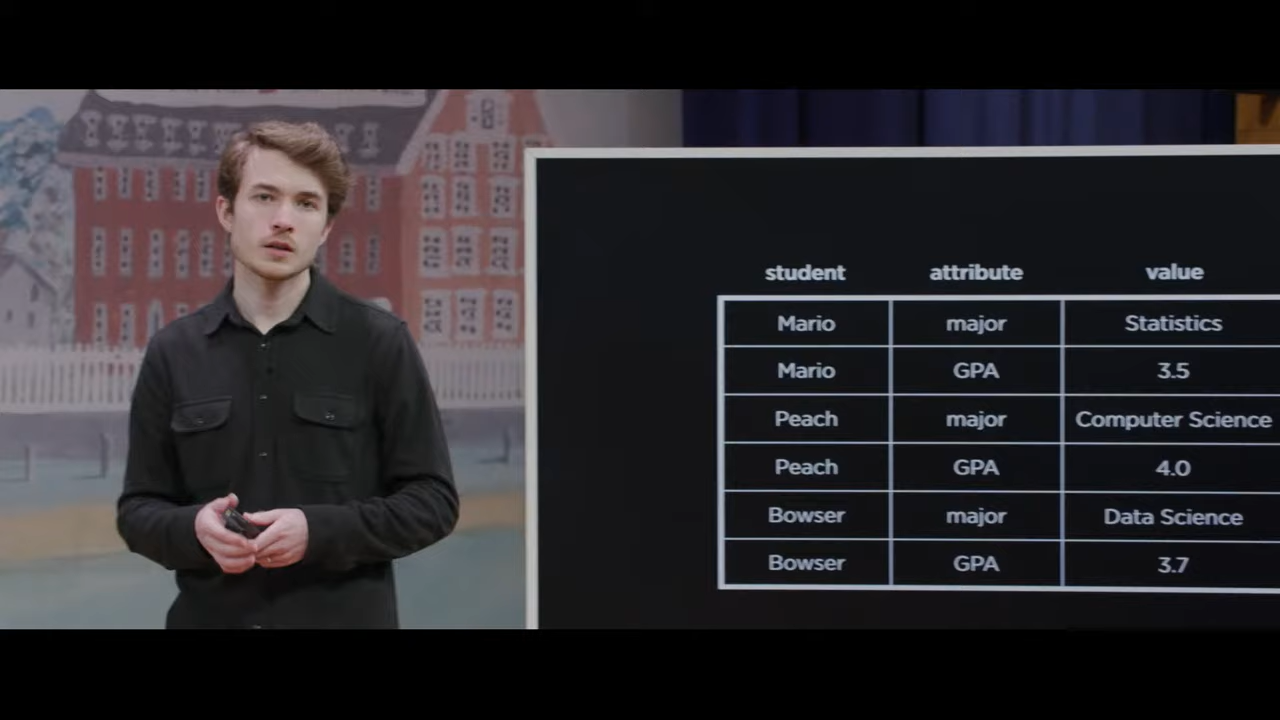 student attribute value
Mario major Statistics
Mario GPA 3.5
Peach major Computer Science
Peach GPA 4.0
Bowser major Data Science
Bowser GPA 3.7